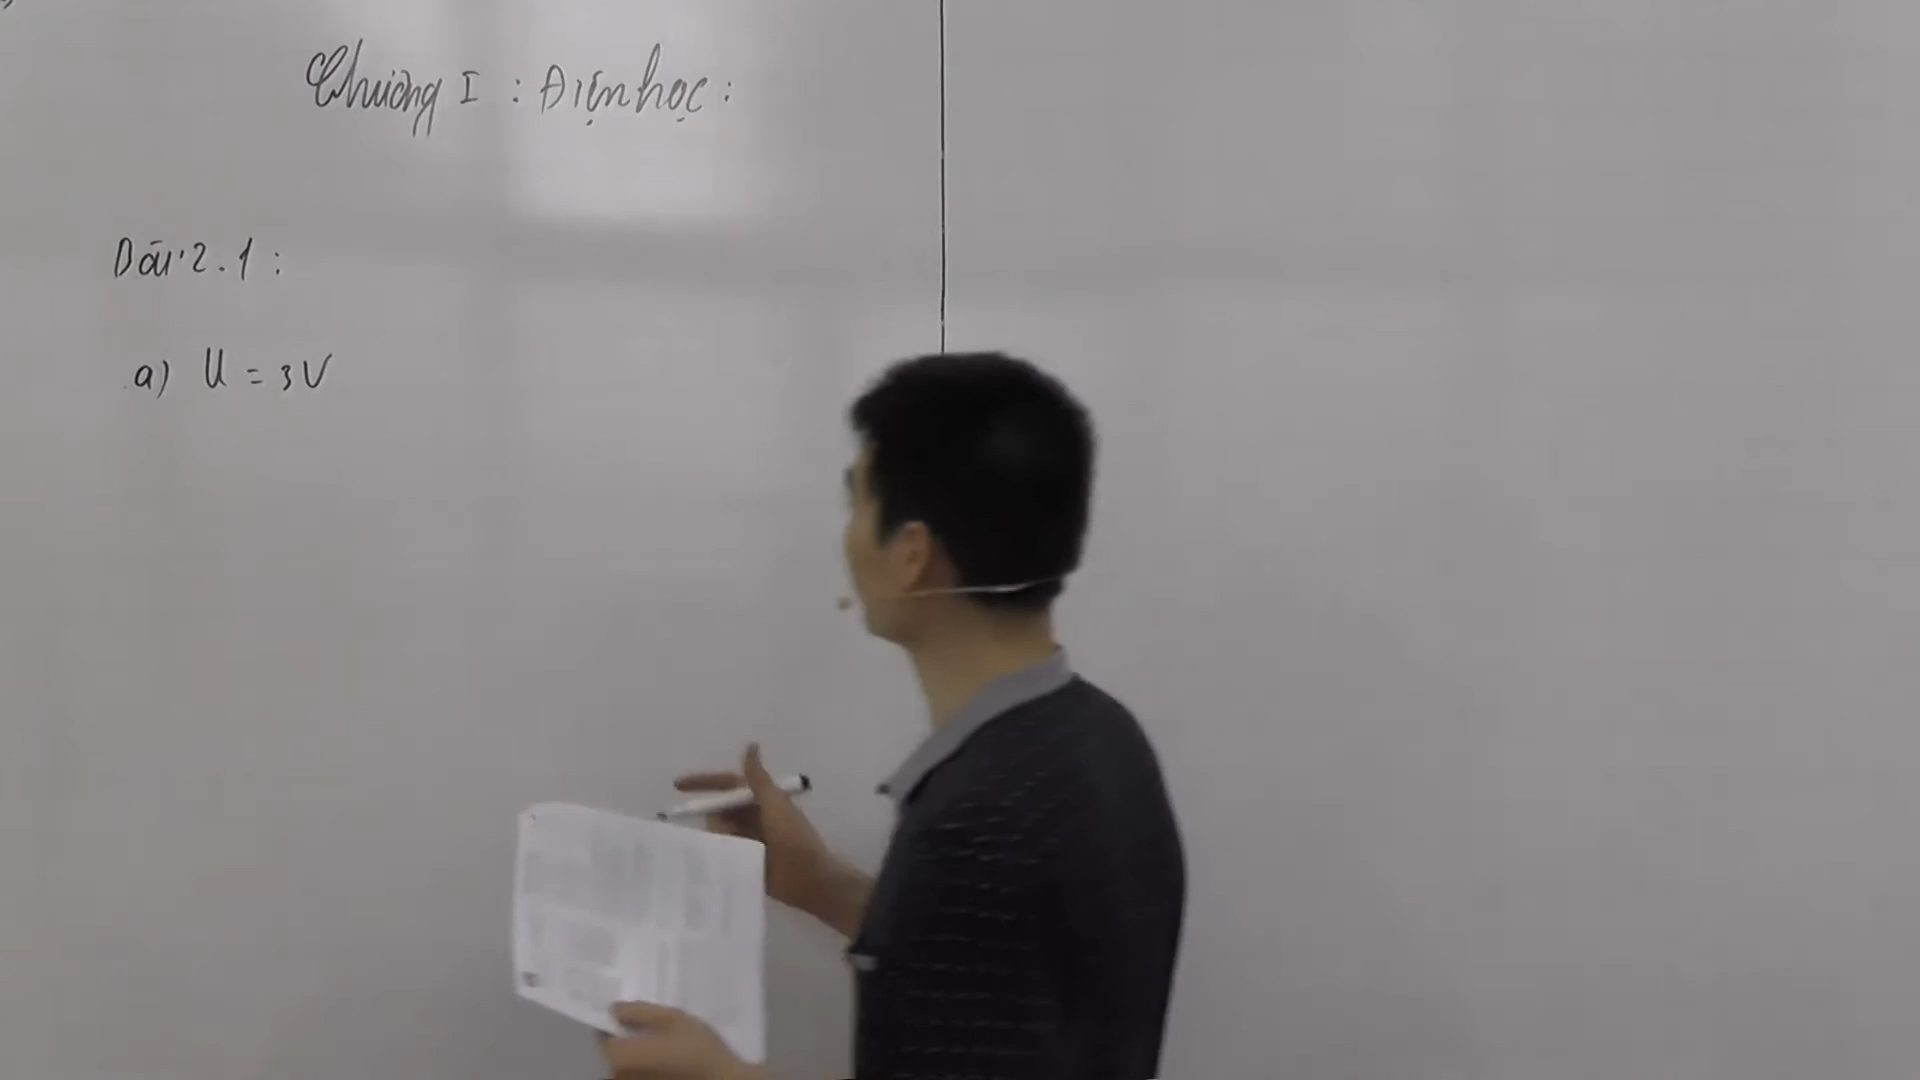 Chương I : Điện học :
Bài 2.1 :
a) U = 3V